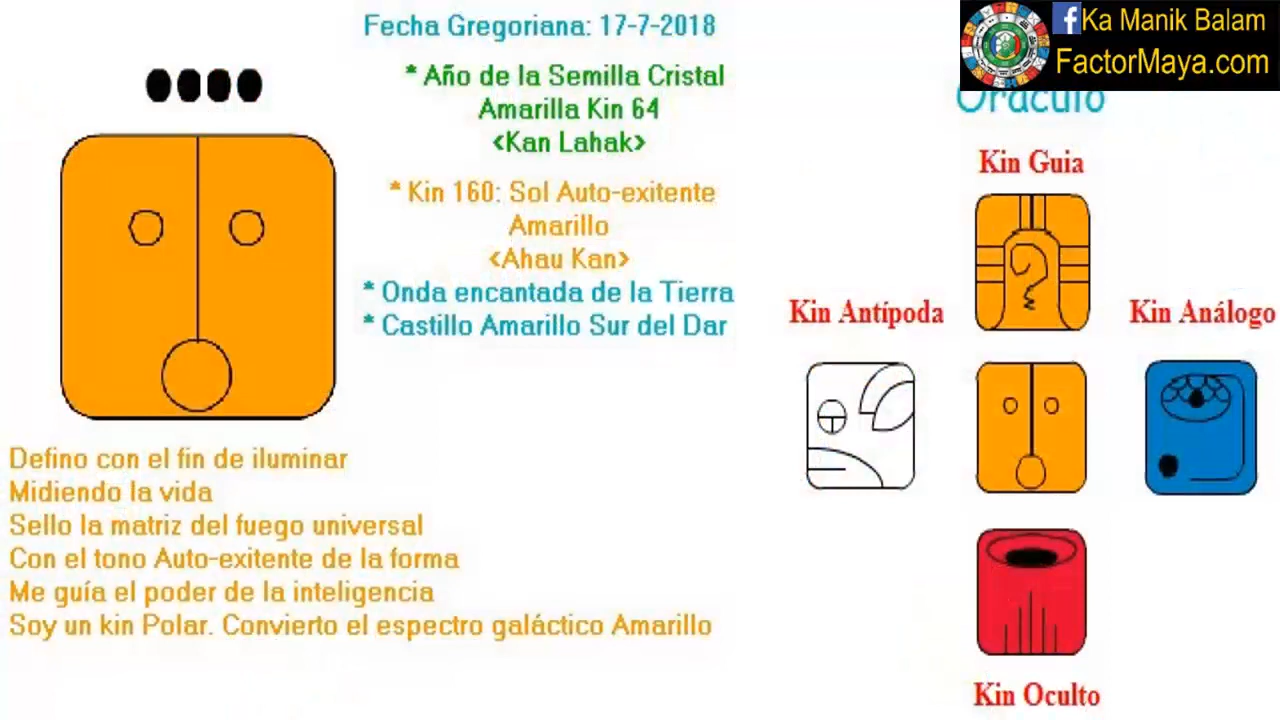 Fecha Gregoriana: 17-7-2018
* Año de la Semilla Cristal
Amarilla Kin 64
<Kan Lahak>
* Kin 160: Sol Auto-exitente
Amarillo
<Ahau Kan>
* Onda encantada de la Tierra
* Castillo Amarillo Sur del Dar
Defino con el fin de iluminar
Midiendo la vida
Sello la matriz del fuego universal
Con el tono Auto-exitente de la forma
Me guía el poder de la inteligencia
Soy un kin Polar. Convierto el espectro galáctico Amarillo
Ka Manik Balam
FactorMaya.com
Oráculo
Kin Guia
Kin Antípoda
Kin Análogo
Kin Oculto